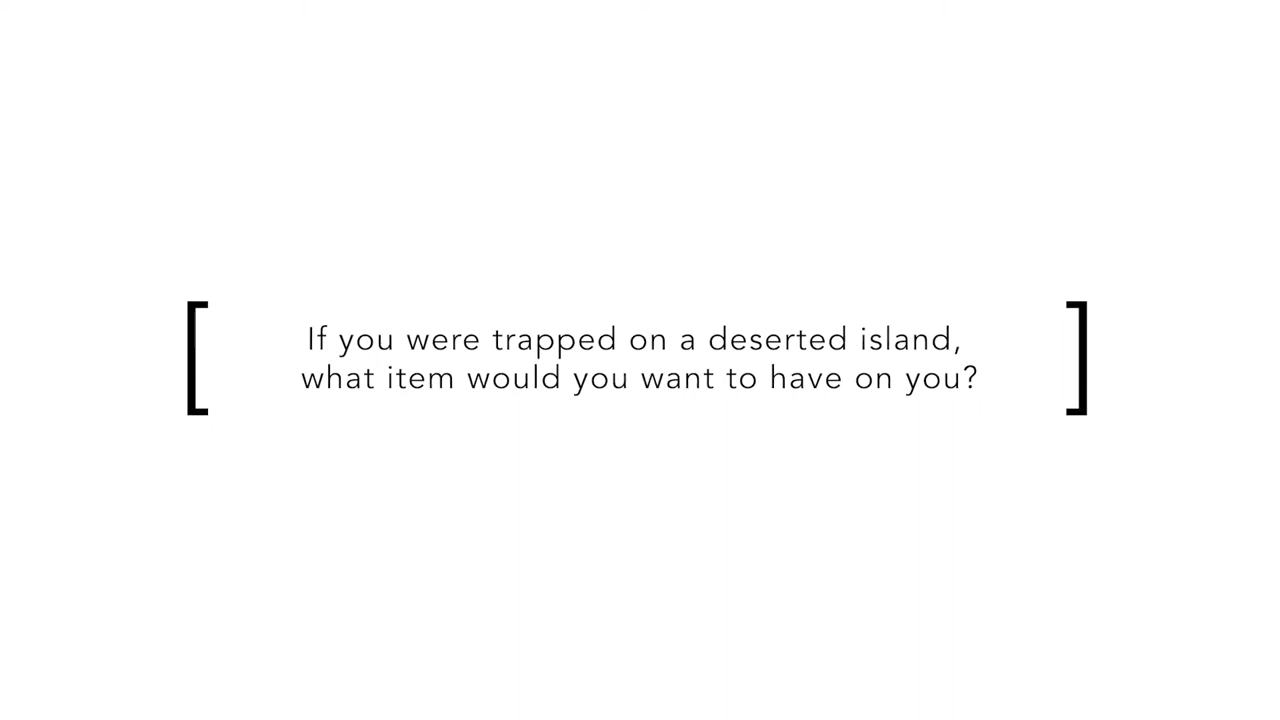 If you were trapped on a deserted island,
what item would you want to have on you?